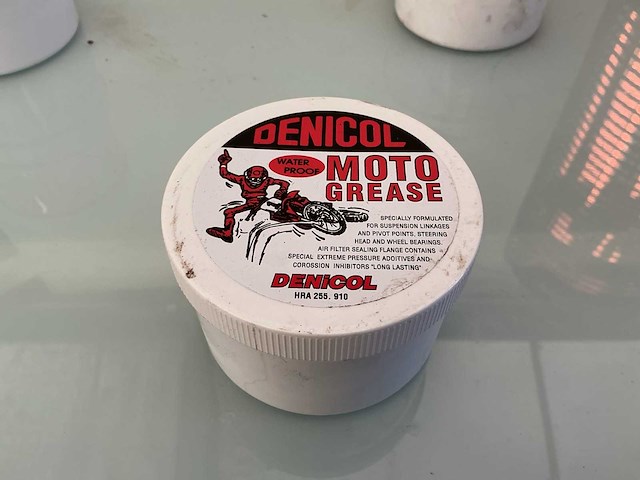 DENICOL
WATER
PROOF
MOTO
GREASE
SPECIALLY FORMULATED
FOR SUSPENSION LINKAGES
AND PIVOT POINTS, STEERING
HEAD AND WHEEL BEARINGS.
AIR FILTER SEALING FLANGE CONTAINS
SPECIAL EXTREME PRESSURE ADDITIVES AND
COROSSION INHIBITORS "LONG LASTING"
DENiCOL
HRA 255. 910